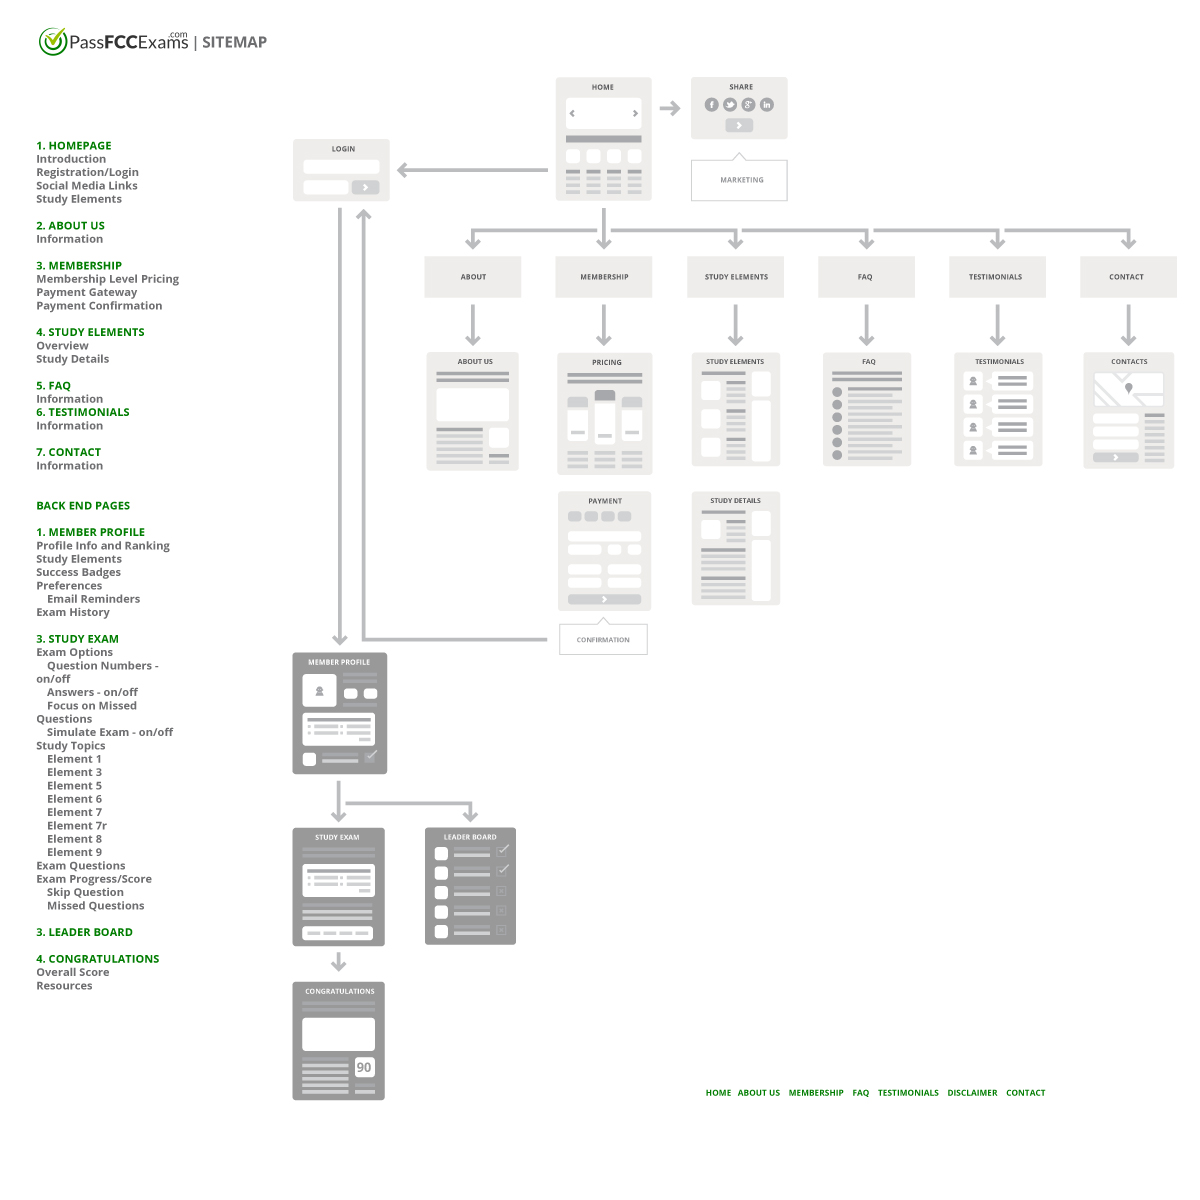 PassFCCExams.com | SITEMAP
HOME
SHARE
f g+ in
LOGIN
MARKETING
1. HOMEPAGE
Introduction
Registration/Login
Social Media Links
Study Elements
2. ABOUT US
Information
3. MEMBERSHIP
Membership Level Pricing
Payment Gateway
Payment Confirmation
4. STUDY ELEMENTS
Overview
Study Details
5. FAQ
Information
6. TESTIMONIALS
Information
7. CONTACT
Information
BACK END PAGES
1. MEMBER PROFILE
Profile Info and Ranking
Study Elements
Success Badges
Preferences
Email Reminders
Exam History
3. STUDY EXAM
Exam Options
Question Numbers -
on/off
Answers - on/off
Focus on Missed
Questions
Simulate Exam - on/off
Study Topics
Element 1
Element 3
Element 5
Element 6
Element 7
Element 7r
Element 8
Element 9
Exam Questions
Exam Progress/Score
Skip Question
Missed Questions
3. LEADER BOARD
4. CONGRATULATIONS
Overall Score
Resources
ABOUT
MEMBERSHIP
STUDY ELEMENTS
FAQ
TESTIMONIALS
CONTACT
ABOUT US
PRICING
STUDY ELEMENTS
FAQ
TESTIMONIALS
CONTACTS
PAYMENT
STUDY DETAILS
CONFIRMATION
MEMBER PROFILE
STUDY EXAM
LEADER BOARD
CONGRATULATIONS
90
HOME ABOUT US MEMBERSHIP FAQ TESTIMONIALS DISCLAIMER CONTACT